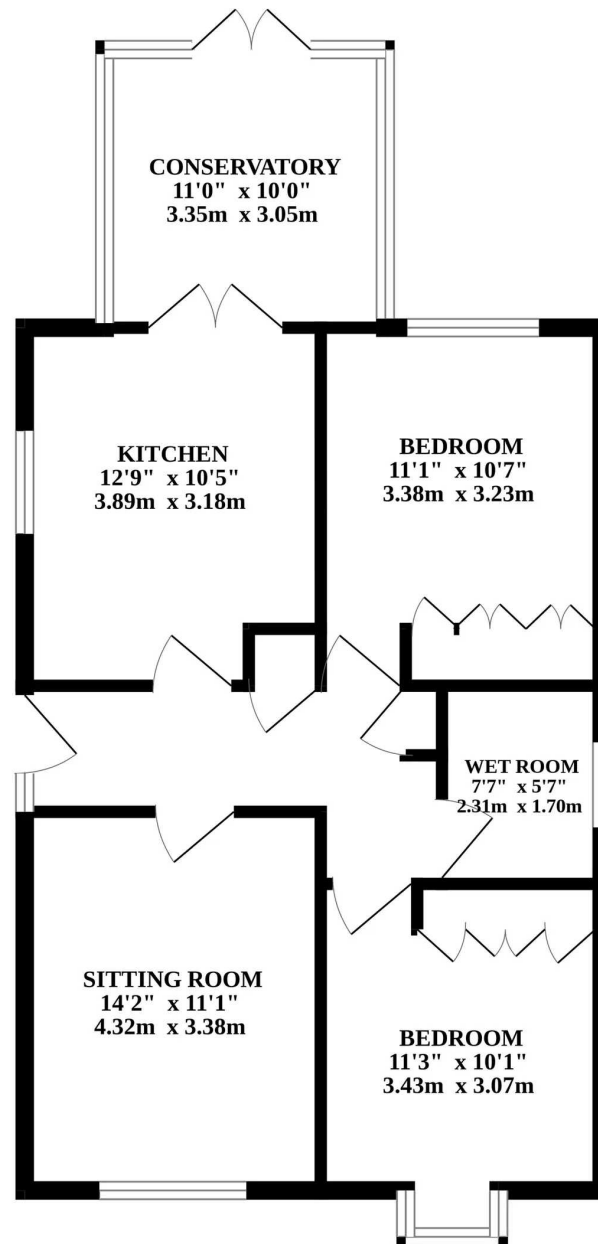 CONSERVATORY
11'0" x 10'0"
3.35m x 3.05m
KITCHEN
12'9" x 10'5"
3.89m x 3.18m
BEDROOM
11'1" x 10'7"
3.38m x 3.23m
WET ROOM
7'7" x 5'7"
2.31m x 1.70m
SITTING ROOM
14'2" x 11'1"
4.32m x 3.38m
BEDROOM
11'3" x 10'1"
3.43m x 3.07m